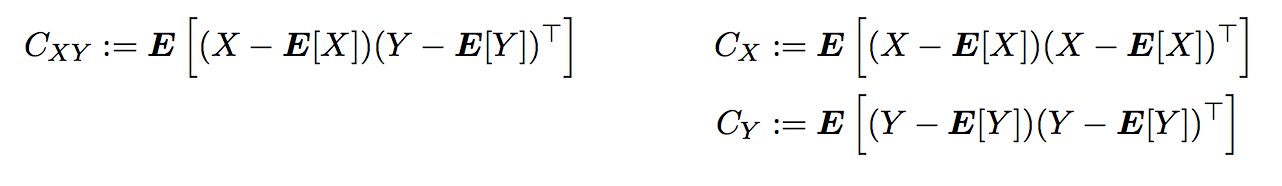 C_{XY} := E[(X − E[X])(Y − E[Y])^⊤]
C_X := E[(X − E[X])(X − E[X])^⊤]
C_Y := E[(Y − E[Y])(Y − E[Y])^⊤]